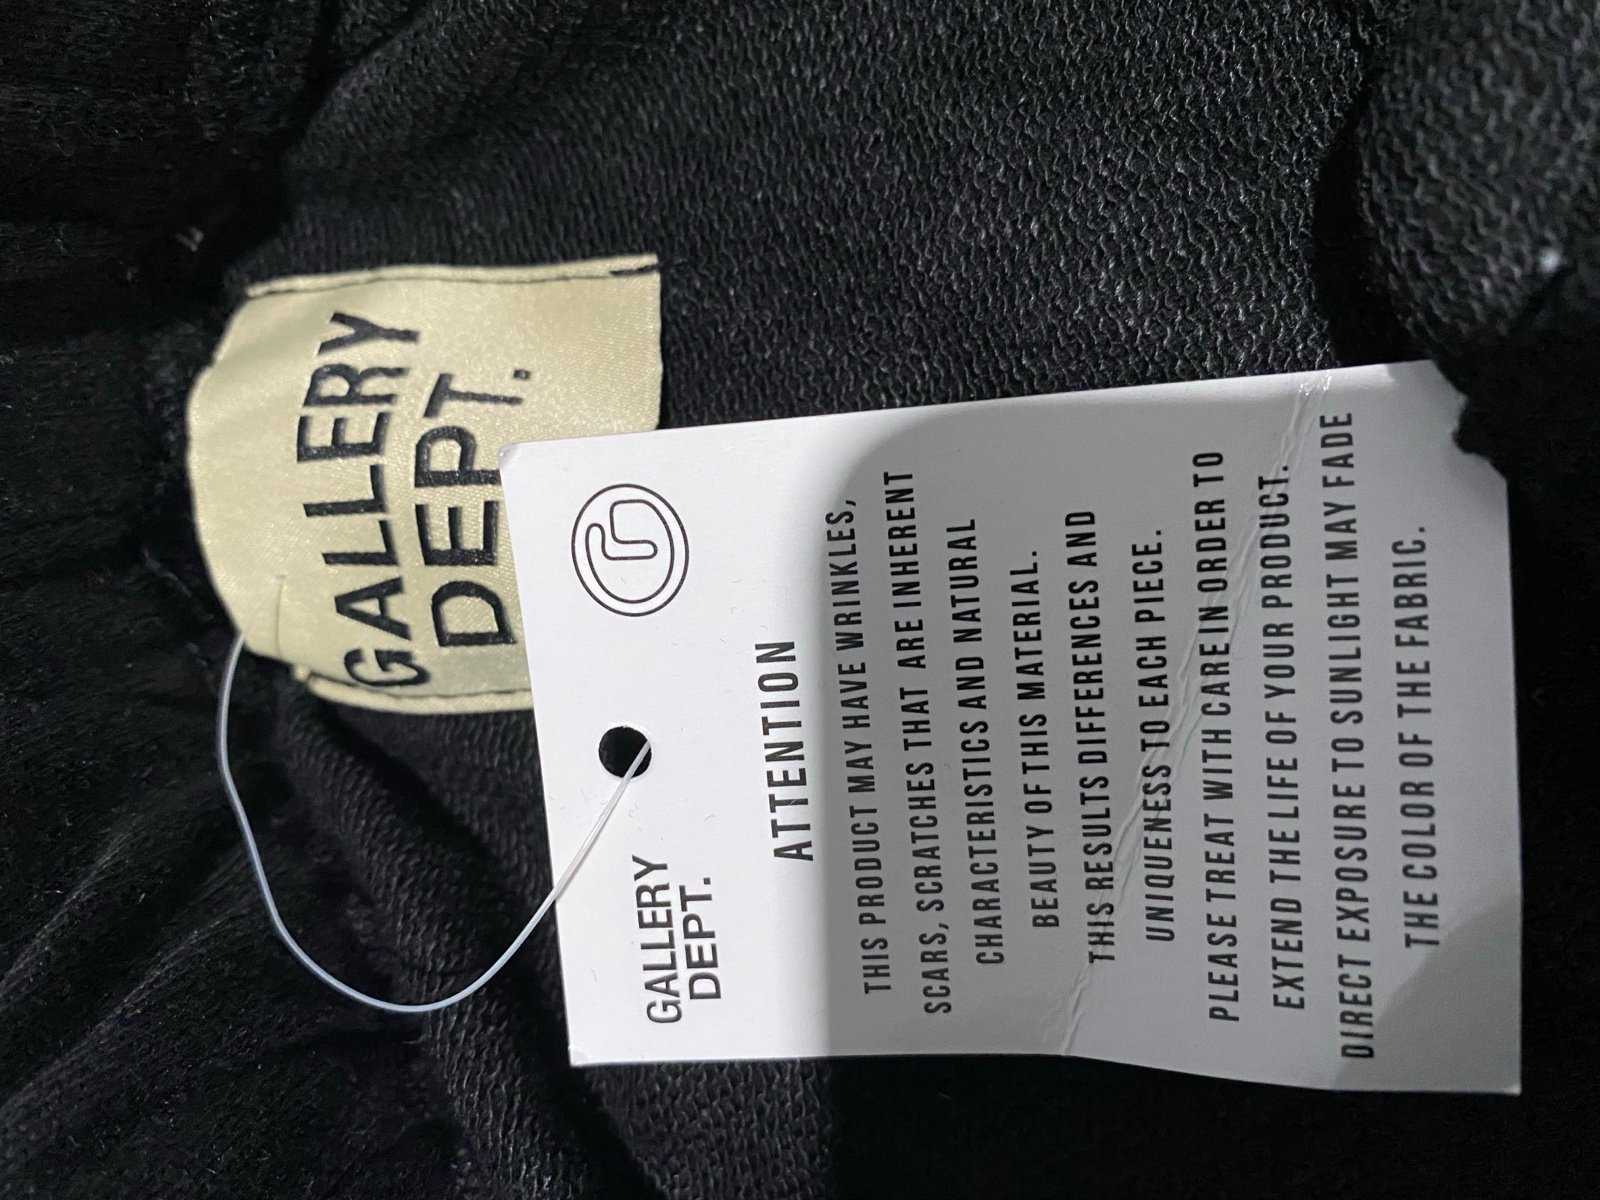 GALLERY
DEPT.
GALLERY
DEPT.
ATTENTION
THIS PRODUCT MAY HAVE WRINKLES,
SCARS, SCRATCHES THAT ARE INHERENT
CHARACTERISTICS AND NATURAL
BEAUTY OF THIS MATERIAL.
THIS RESULTS DIFFERENCES AND
UNIQUENESS TO EACH PIECE.
PLEASE TREAT WITH CARE IN ORDER TO
EXTEND THE LIFE OF YOUR PRODUCT.
DIRECT EXPOSURE TO SUNLIGHT MAY FADE
THE COLOR OF THE FABRIC.